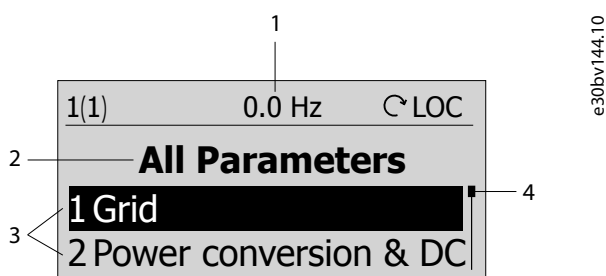 1
e30bv144.10
1(1) 0.0 Hz LOC
2
All Parameters
1 Grid
4
3
2 Power conversion & DC